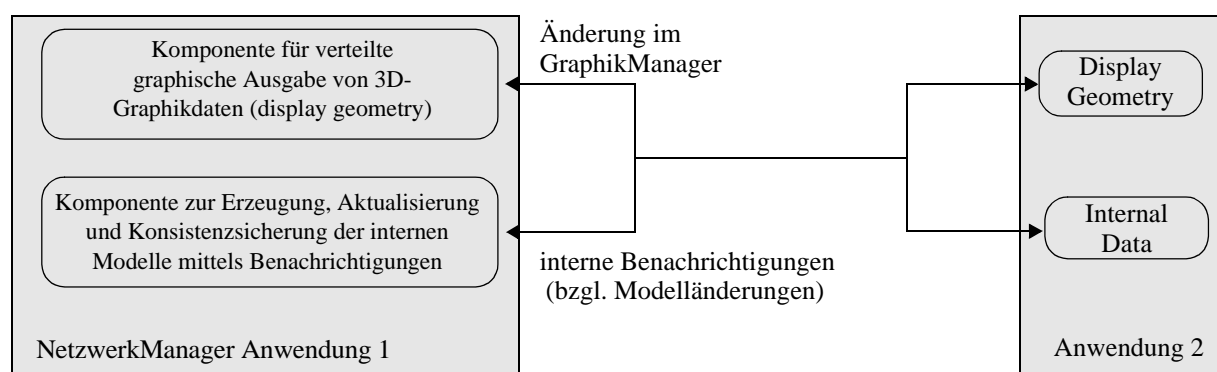 Komponente für verteilte
graphische Ausgabe von 3D-
Graphikdaten (display geometry)
Änderung im
GraphikManager
Display
Geometry
Komponente zur Erzeugung, Aktualisierung
und Konsistenzsicherung der internen
Modelle mittels Benachrichtigungen
interne Benachrichtigungen
(bzgl. Modelländerungen)
Internal
Data
NetzwerkManager Anwendung 1
Anwendung 2